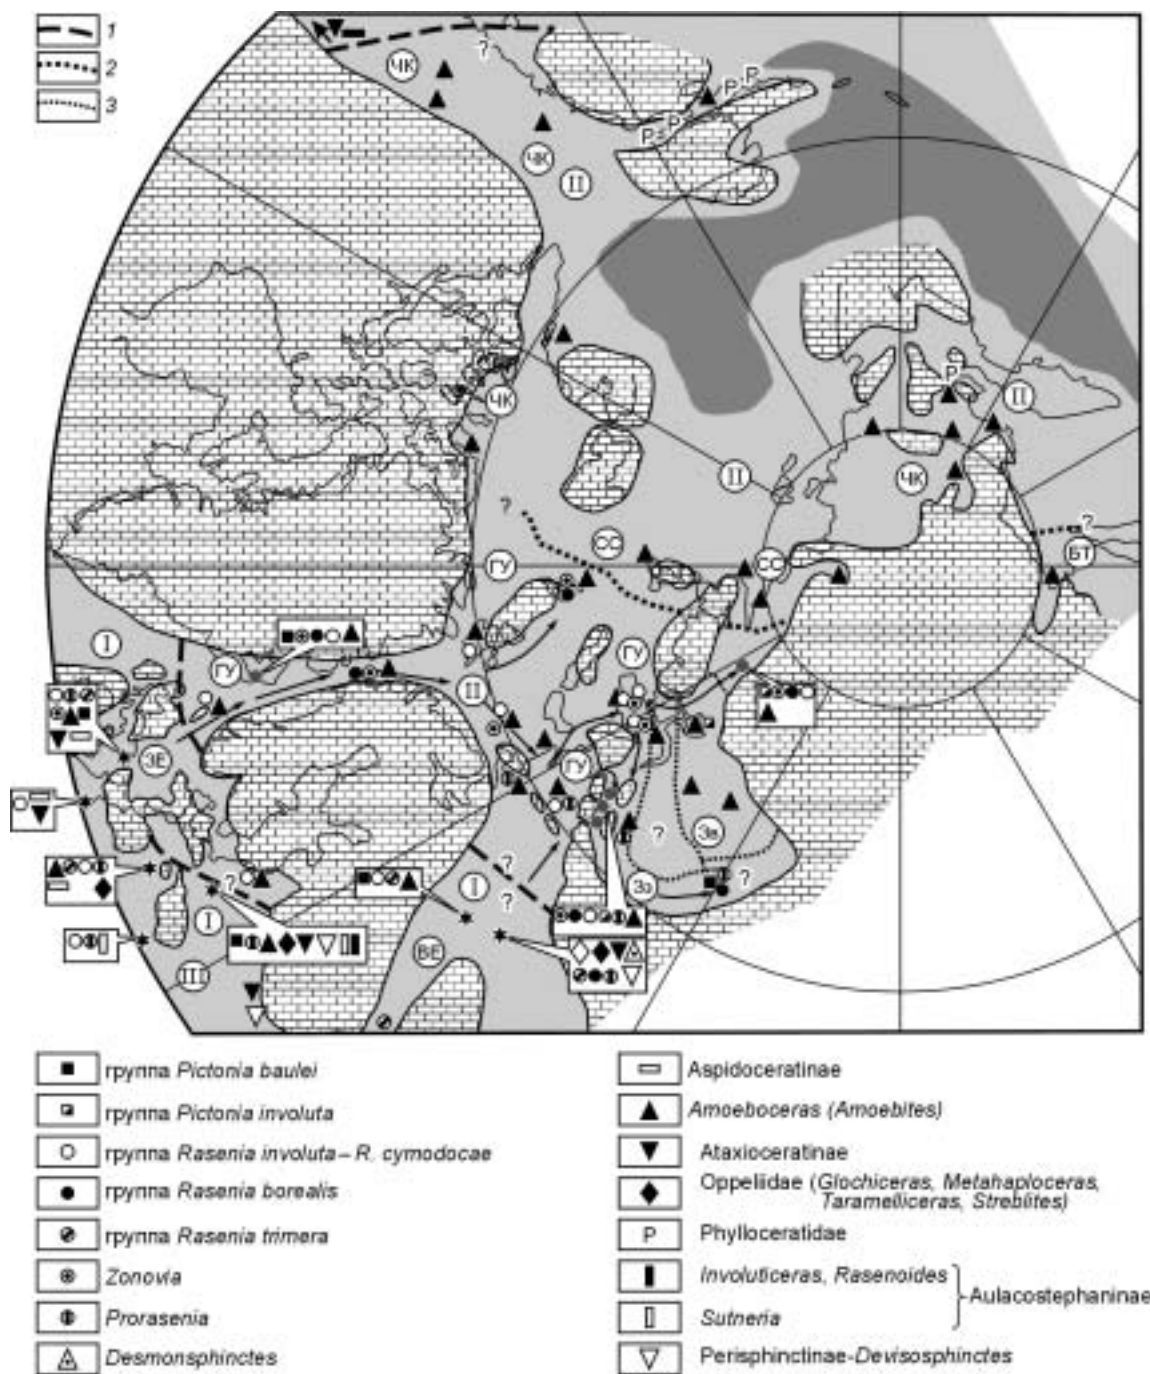 1
2
3
ЧК
?
P
P
P
P
ЧК
II
P
ЧК
II
II
ЧК
?
СС
?
ГУ
СС
БТ
I
ГУ
ГУ
II
ЗЕ
ГУ
?
Зв
?
I
?
?
Зз
?
I
ВЕ
III
группа Pictonia baulei
группа Pictonia involuta
группа Rasenia involuta – R. cymodocae
группа Rasenia borealis
группа Rasenia trimera
Zonovia
Prorasenia
Desmonsphinctes
Aspidoceratinae
Amoeboceras (Amoebites)
Ataxioceratinae
Oppeliidae (Glochiceras, Metahaploceras,
Taramelliceras, Streblites)
P Phylloceratidae
Involuticeras, Rasenoides
Aulacostephaninae
Sutneria
Perisphinctinae-Devisosphinctes